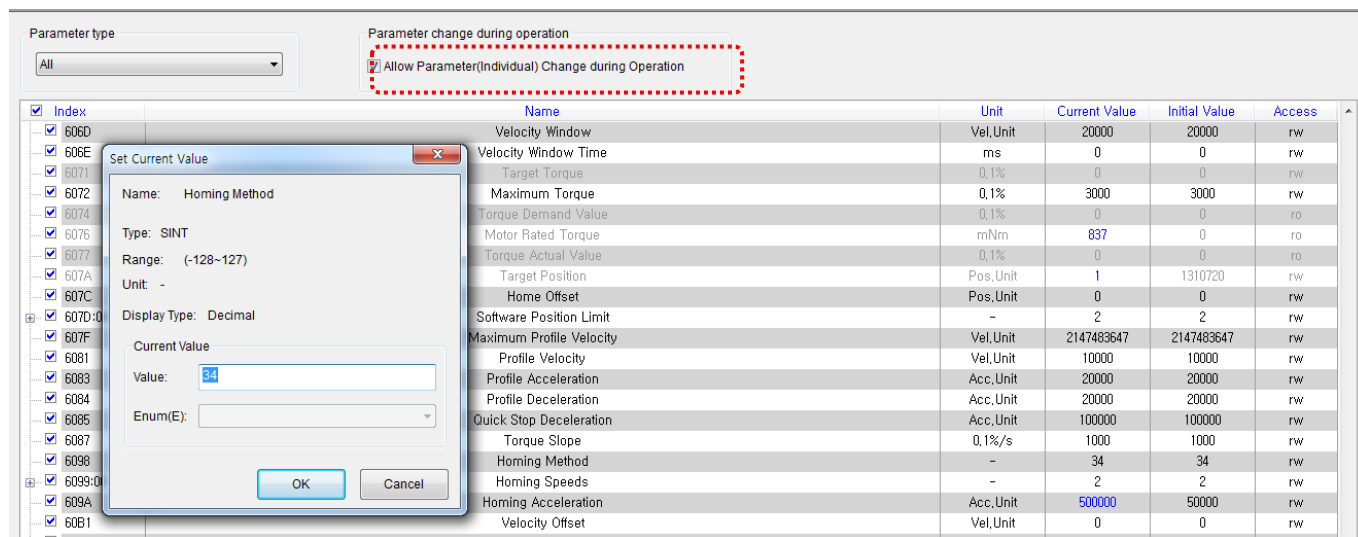 Parameter type
All
Parameter change during operation
Allow Parameter(Individual) Change during Operation
Index Name Unit Current Value Initial Value Access
606D Velocity Window Vel,Unit 20000 20000 rw
606E Velocity Window Time ms 0 0 rw
6071 Target Torque 0,1% 0 0 rw
6072 Maximum Torque 0,1% 3000 3000 rw
6074 Torque Demand Value 0,1% 0 0 ro
6076 Motor Rated Torque mNm 837 0 ro
6077 Torque Actual Value 0,1% 0 0 ro
607A Target Position Pos,Unit 1 1310720 rw
607C Home Offset Pos,Unit 0 0 rw
607D:0 Software Position Limit - 2 2 rw
607F Maximum Profile Velocity Vel,Unit 2147483647 2147483647 rw
6081 Profile Velocity Vel,Unit 10000 10000 rw
6083 Profile Acceleration Acc,Unit 20000 20000 rw
6084 Profile Deceleration Acc,Unit 20000 20000 rw
6085 Quick Stop Deceleration Acc,Unit 100000 100000 rw
6087 Torque Slope 0,1%/s 1000 1000 rw
6098 Homing Method - 34 34 rw
6099:00 Homing Speeds - 2 2 rw
609A Homing Acceleration Acc,Unit 500000 50000 rw
60B1 Velocity Offset Vel,Unit 0 0 rw
Set Current Value
Name: Homing Method
Type: SINT
Range: (-128~127)
Unit: -
Display Type: Decimal
Current Value
Value: 34
Enum(E):
OK Cancel